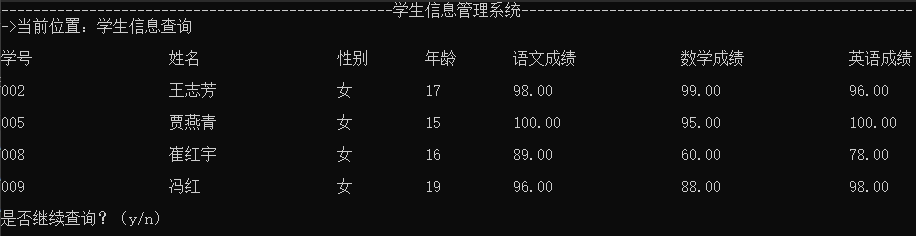 -------------------------------------------------学生信息管理系统-------------------------------------------------
->当前位置：学生信息查询
学号 姓名 性别 年龄 语文成绩 数学成绩 英语成绩
002 王志芳 女 17 98.00 99.00 96.00
005 贾燕青 女 15 100.00 95.00 100.00
008 崔红宇 女 16 89.00 60.00 78.00
009 冯红 女 19 96.00 88.00 98.00
是否继续查询？（y/n）